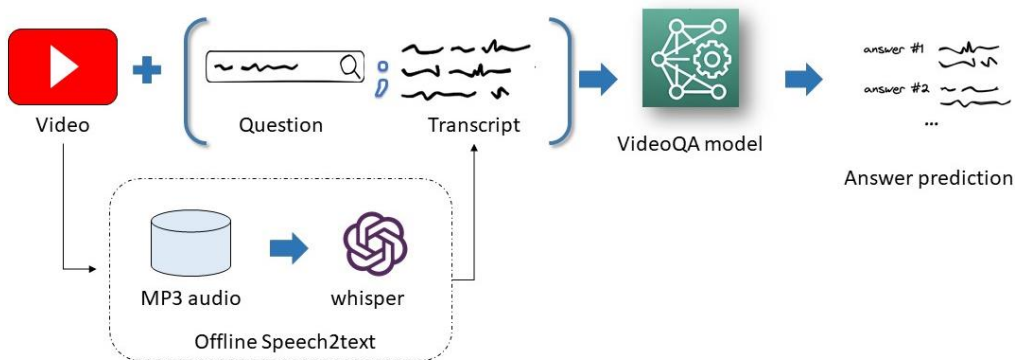 answer #1
answer #2
...
Video
Question
;
Transcript
VideoQA model
Answer prediction
MP3 audio
whisper
Offline Speech2text